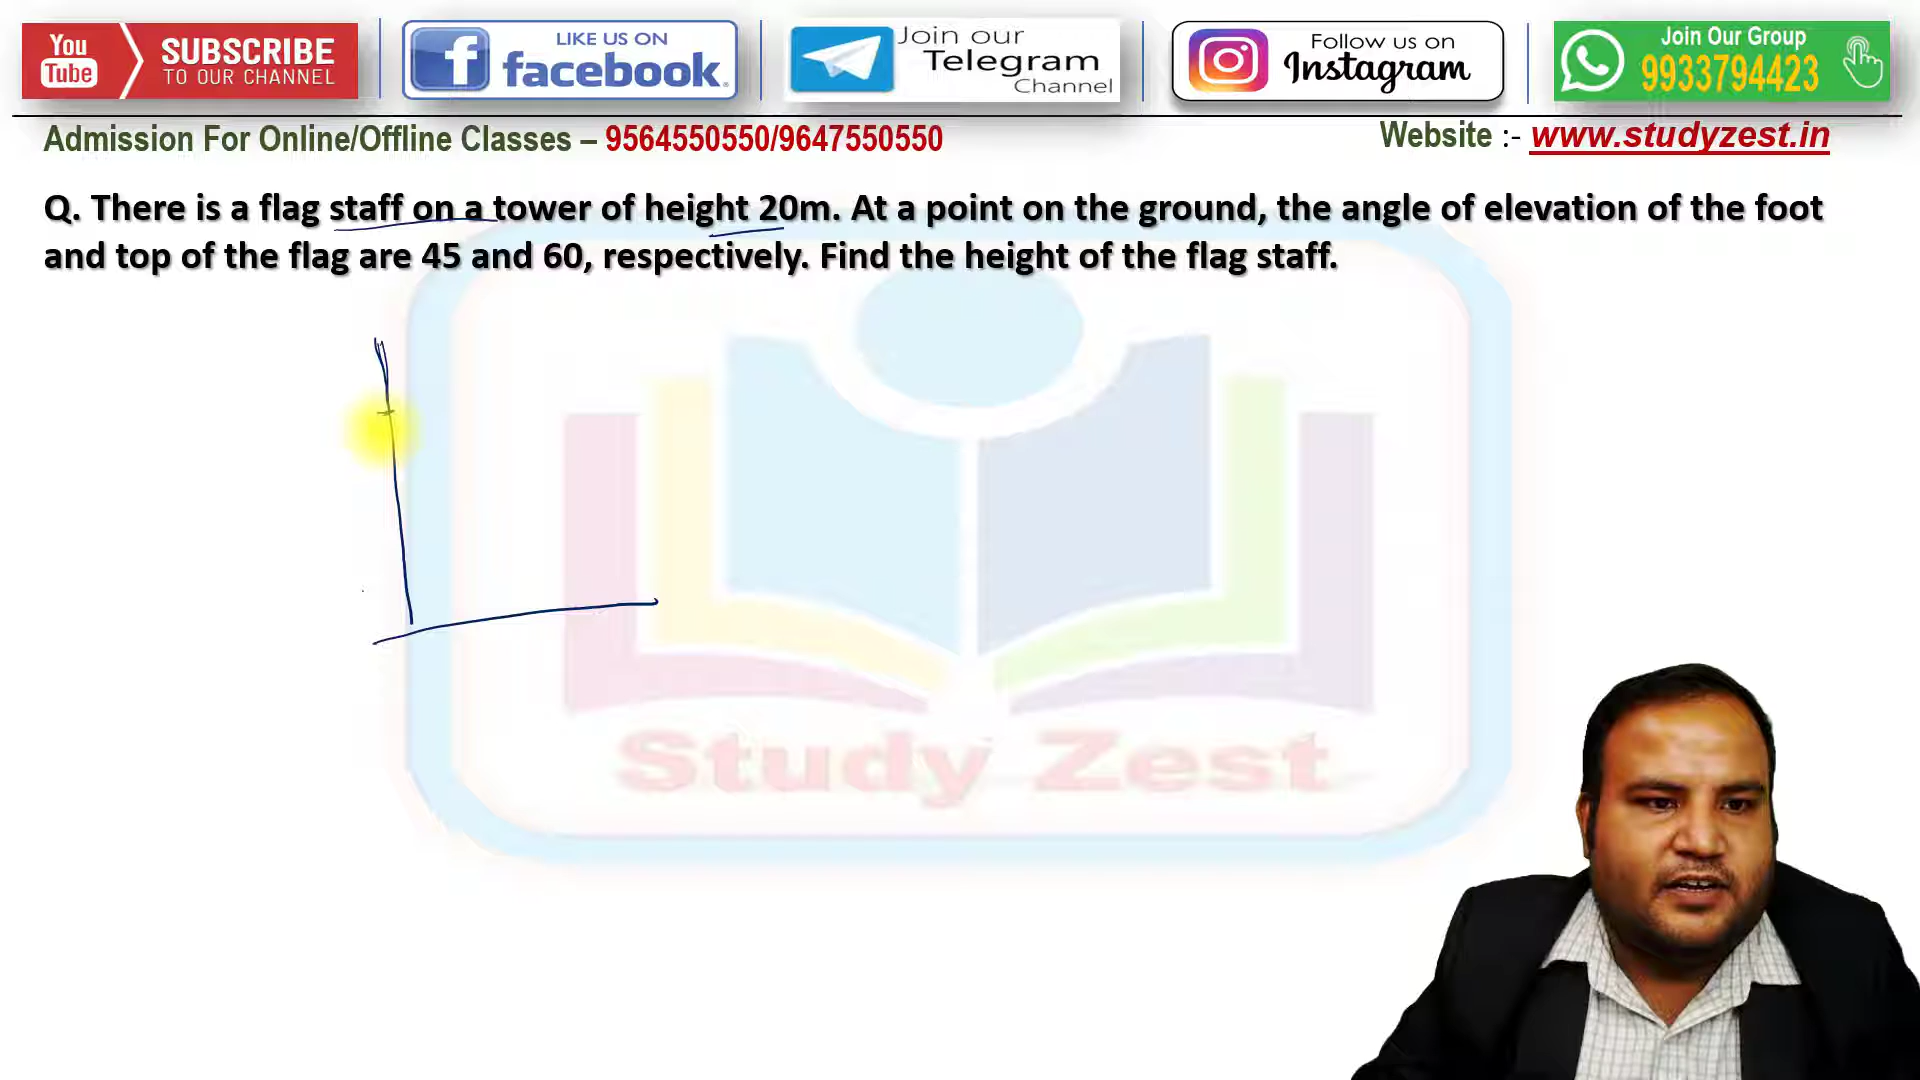 You Tube SUBSCRIBE TO OUR CHANNEL
LIKE US ON facebook.
Join our Telegram Channel
Follow us on Instagram
Join Our Group 9933794423
Admission For Online/Offline Classes – 9564550550/9647550550
Website :- www.studyzest.in
Q. There is a flag staff on a tower of height 20m. At a point on the ground, the angle of elevation of the foot
and top of the flag are 45 and 60, respectively. Find the height of the flag staff.
Study Zest